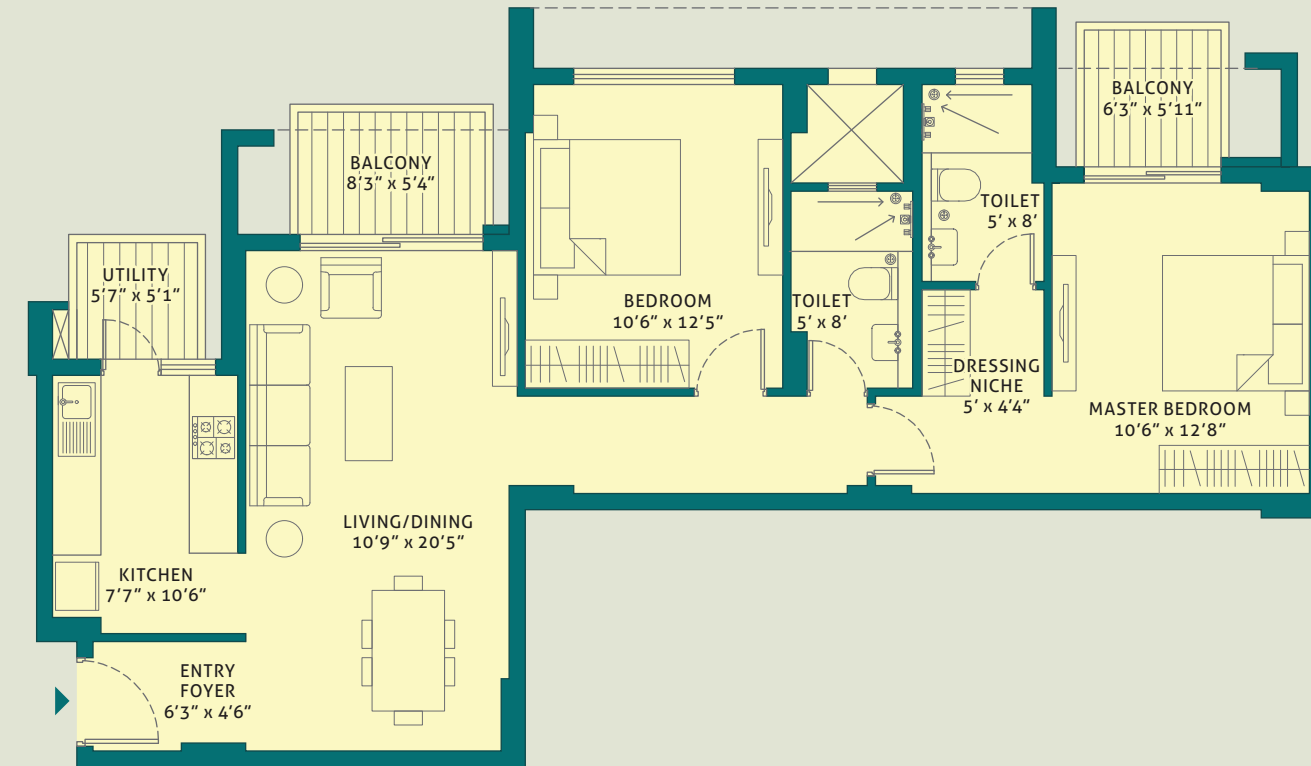 BALCONY
6'3" x 5'11"
BALCONY
8'3" x 5'4"
TOILET
5' x 8'
UTILITY
5'7" x 5'1"
BEDROOM
10'6" x 12'5"
TOILET
5' x 8'
DRESSING
NICHE
5' x 4'4"
MASTER BEDROOM
10'6" x 12'8"
LIVING/DINING
10'9" x 20'5"
KITCHEN
7'7" x 10'6"
ENTRY
FOYER
6'3" x 4'6"